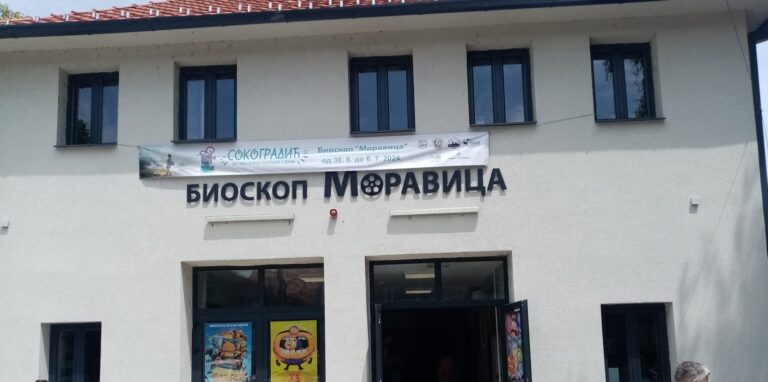 СОКОГРАДИЋ
Биоскоп "Моравица"
од 30. 6. до 6. 7. 2024.
БИОСКОП МОРАВИЦА